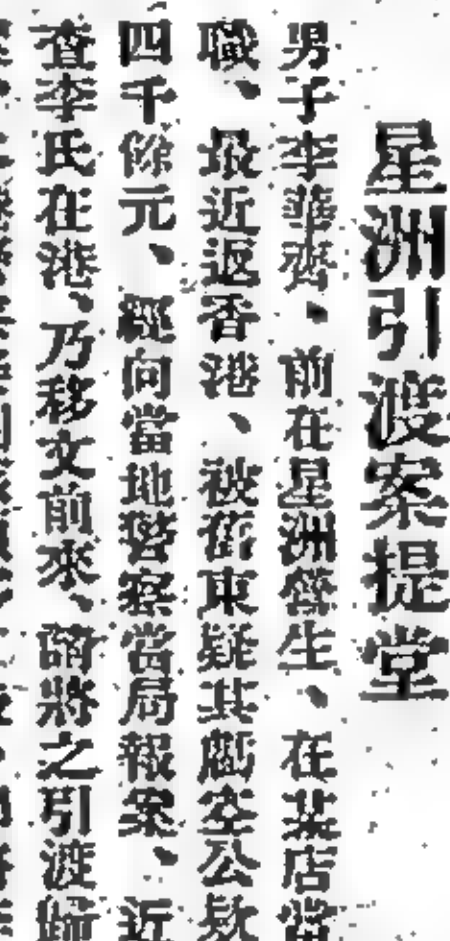 星洲引渡案提堂
男子李華齊、前在星洲營生、在某店當
職、最近返香港、被舊東疑其虧空公款
四千餘元、經向當地警察當局報案、近
查李氏在港、乃移文前來、請將之引渡歸